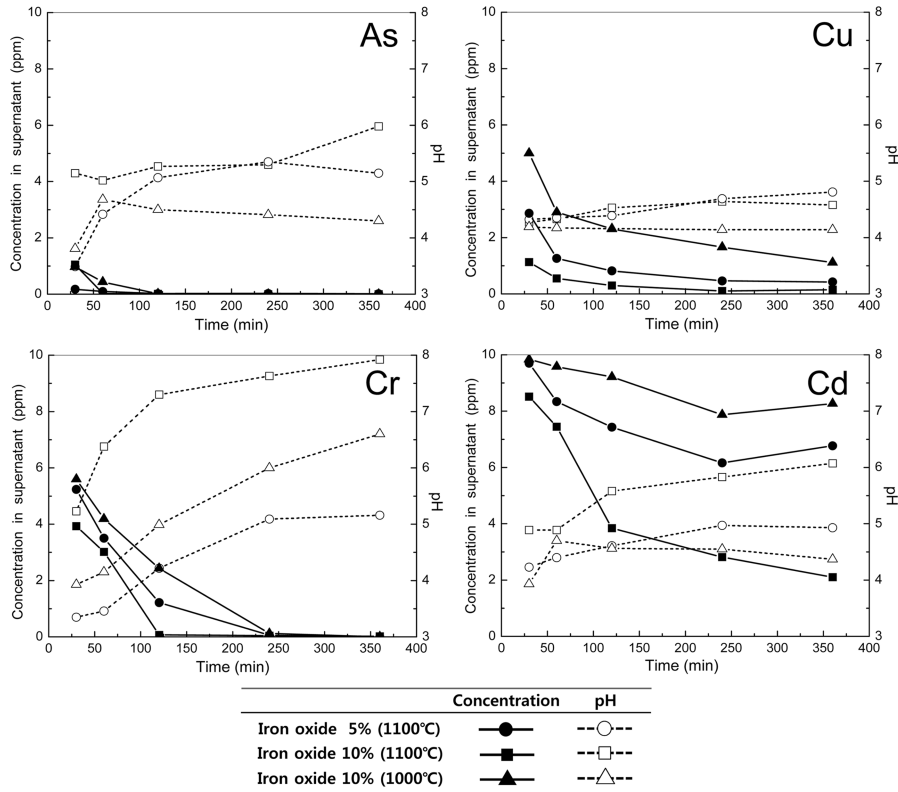 As
Concentration in supernatant (ppm)
10
8
6
4
2
0
8
7
6
5
4
3
pH
0 50 100 150 200 250 300 350 400
Time (min)
Cu
Concentration in supernatant (ppm)
10
8
6
4
2
0
8
7
6
5
4
3
pH
0 50 100 150 200 250 300 350 400
Time (min)
Cr
Concentration in supernatant (ppm)
10
8
6
4
2
0
8
7
6
5
4
3
pH
0 50 100 150 200 250 300 350 400
Time (min)
Cd
Concentration in supernatant (ppm)
10
8
6
4
2
0
8
7
6
5
4
3
pH
0 50 100 150 200 250 300 350 400
Time (min)
Concentration pH
Iron oxide 5% (1100℃)
Iron oxide 10% (1100℃)
Iron oxide 10% (1000℃)